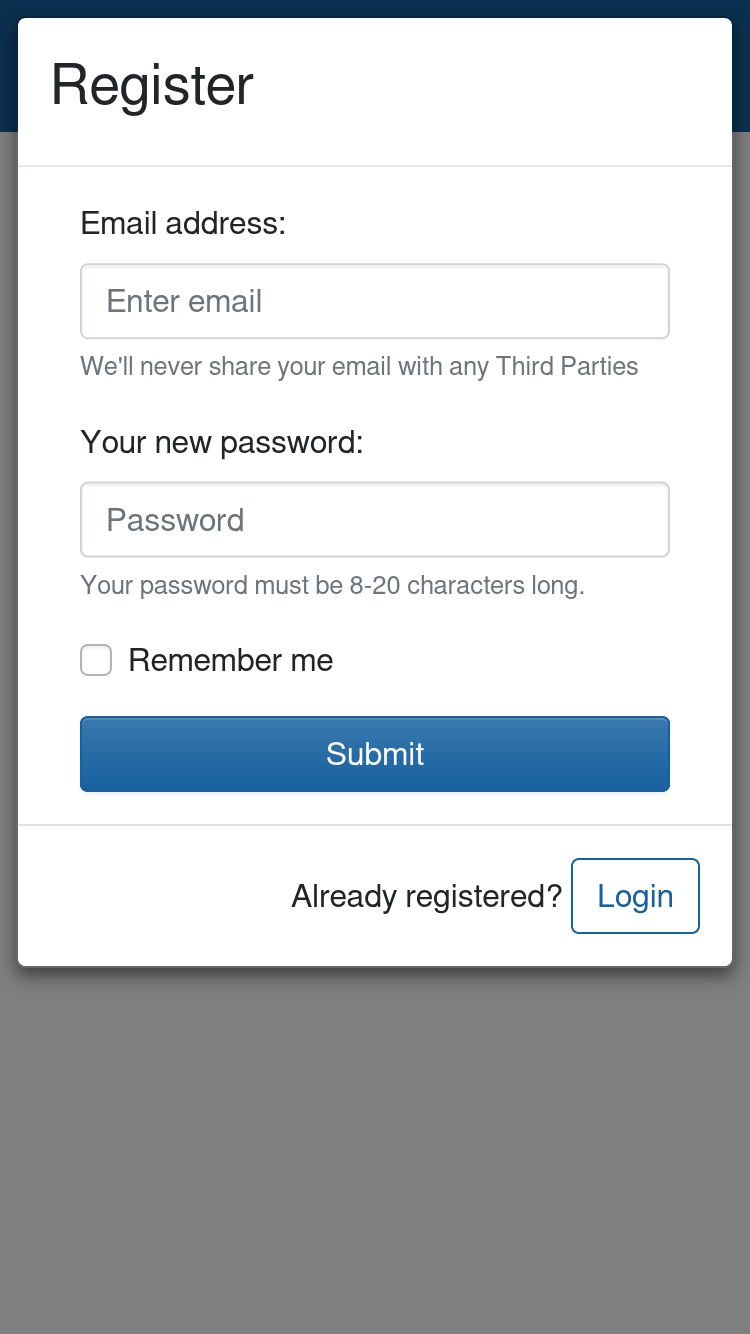 Register
Email address:
Enter email
We'll never share your email with any Third Parties
Your new password:
Password
Your password must be 8-20 characters long.
Remember me
Submit
Already registered? Login